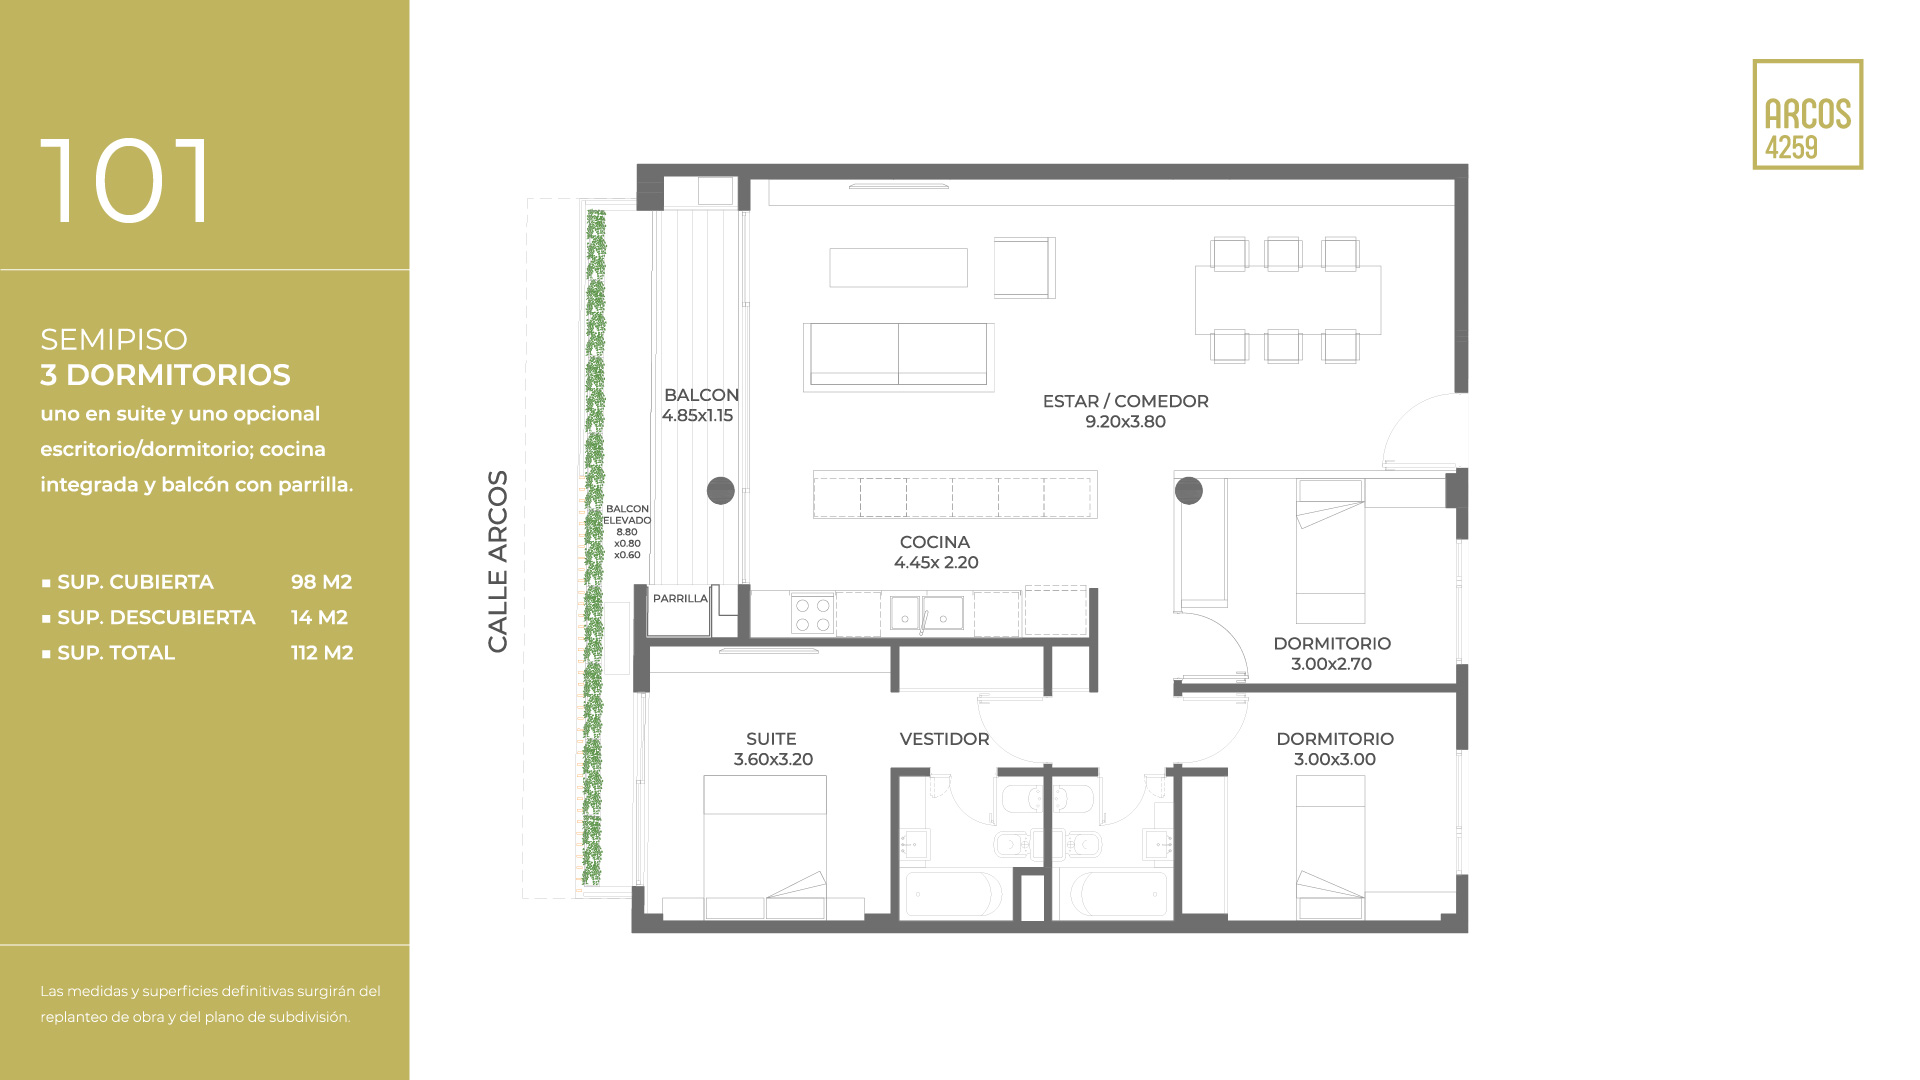 101
SEMIPISO
3 DORMITORIOS
uno en suite y uno opcional
escritorio/dormitorio; cocina
integrada y balcón con parrilla.
SUP. CUBIERTA 98 M2
SUP. DESCUBIERTA 14 M2
SUP. TOTAL 112 M2
Las medidas y superficies definitivas surgirán del
replanteo de obra y del plano de subdivisión.
ARCOS
4259
CALLE ARCOS
BALCON
4.85x1.15
ESTAR / COMEDOR
9.20x3.80
BALCON
ELEVADO
8.80
x0.80
x0.60
COCINA
4.45x 2.20
PARRILLA
DORMITORIO
3.00x2.70
SUITE
3.60x3.20
VESTIDOR
DORMITORIO
3.00x3.00